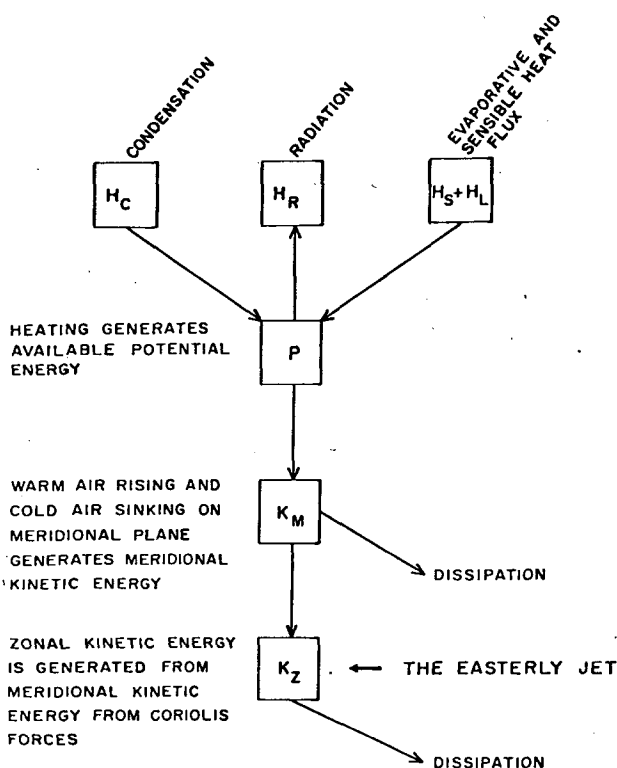 CONDENSATION
RADIATION
EVAPORATIVE AND
SENSIBLE HEAT
FLUX
H_C
H_R
H_S+H_L
HEATING GENERATES
AVAILABLE POTENTIAL
ENERGY
P
WARM AIR RISING AND
COLD AIR SINKING ON
MERIDIONAL PLANE
GENERATES MERIDIONAL
KINETIC ENERGY
K_M
DISSIPATION
ZONAL KINETIC ENERGY
IS GENERATED FROM
MERIDIONAL KINETIC
ENERGY FROM CORIOLIS
FORCES
K_Z
THE EASTERLY JET
DISSIPATION